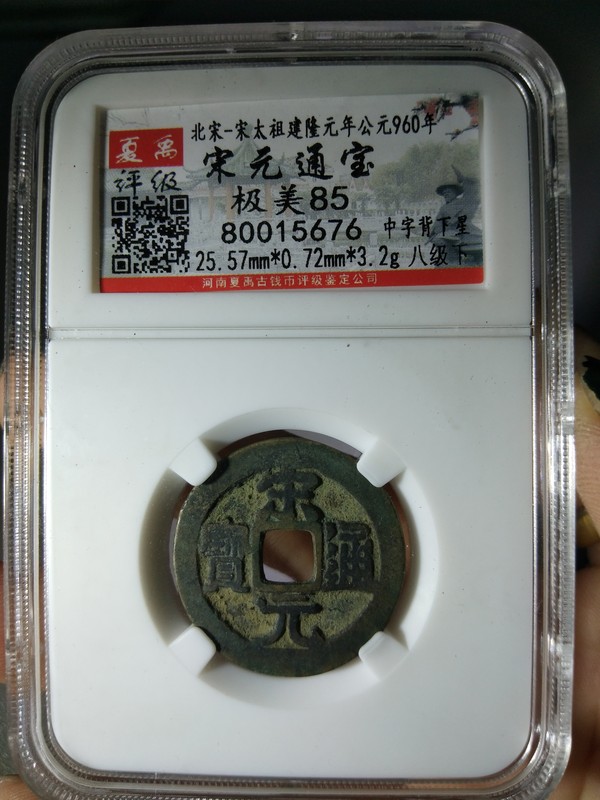 北宋-宋太祖建隆元年公元960年
夏禹
评级
宋元通宝
极美85
80015676 中字背下星
25.57mm*0.72mm*3.2g 八级下
河南夏禹古钱币评级鉴定公司
宋
寶 通
元